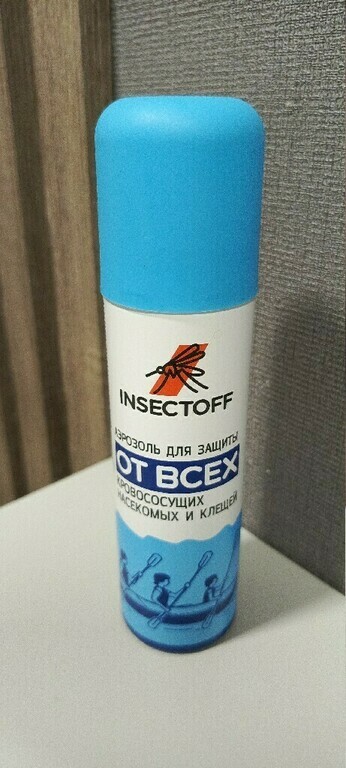 INSECTOFF
АЭРОЗОЛЬ ДЛЯ ЗАЩИТЫ
ОТ ВСЕХ
КРОВОСОСУЩИХ
НАСЕКОМЫХ И КЛЕЩЕЙ